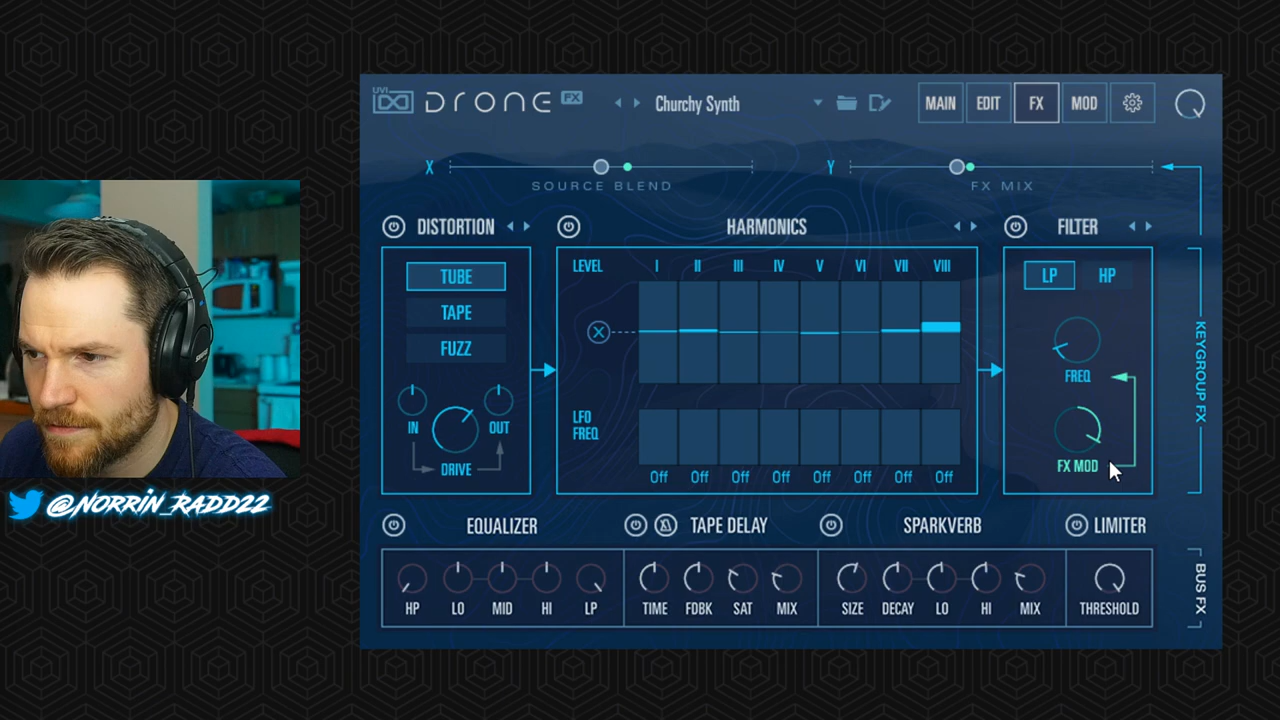 UVI DRONE FX Churchy Synth MAIN EDIT FX MOD
X Y
SOURCE BLEND FX MIX
DISTORTION HARMONICS FILTER
LEVEL I II III IV V VI VII VIII
TUBE LP HP
TAPE
FUZZ
FREQ
IN OUT
DRIVE
LFO
FREQ
Off Off Off Off Off Off Off Off
FX MOD
KEYGROUP FX
@NORRIN_RADD22
EQUALIZER TAPE DELAY SPARKVERB LIMITER
HP LO MID HI LP TIME FDBK SAT MIX SIZE DECAY LO HI MIX THRESHOLD
BUS FX